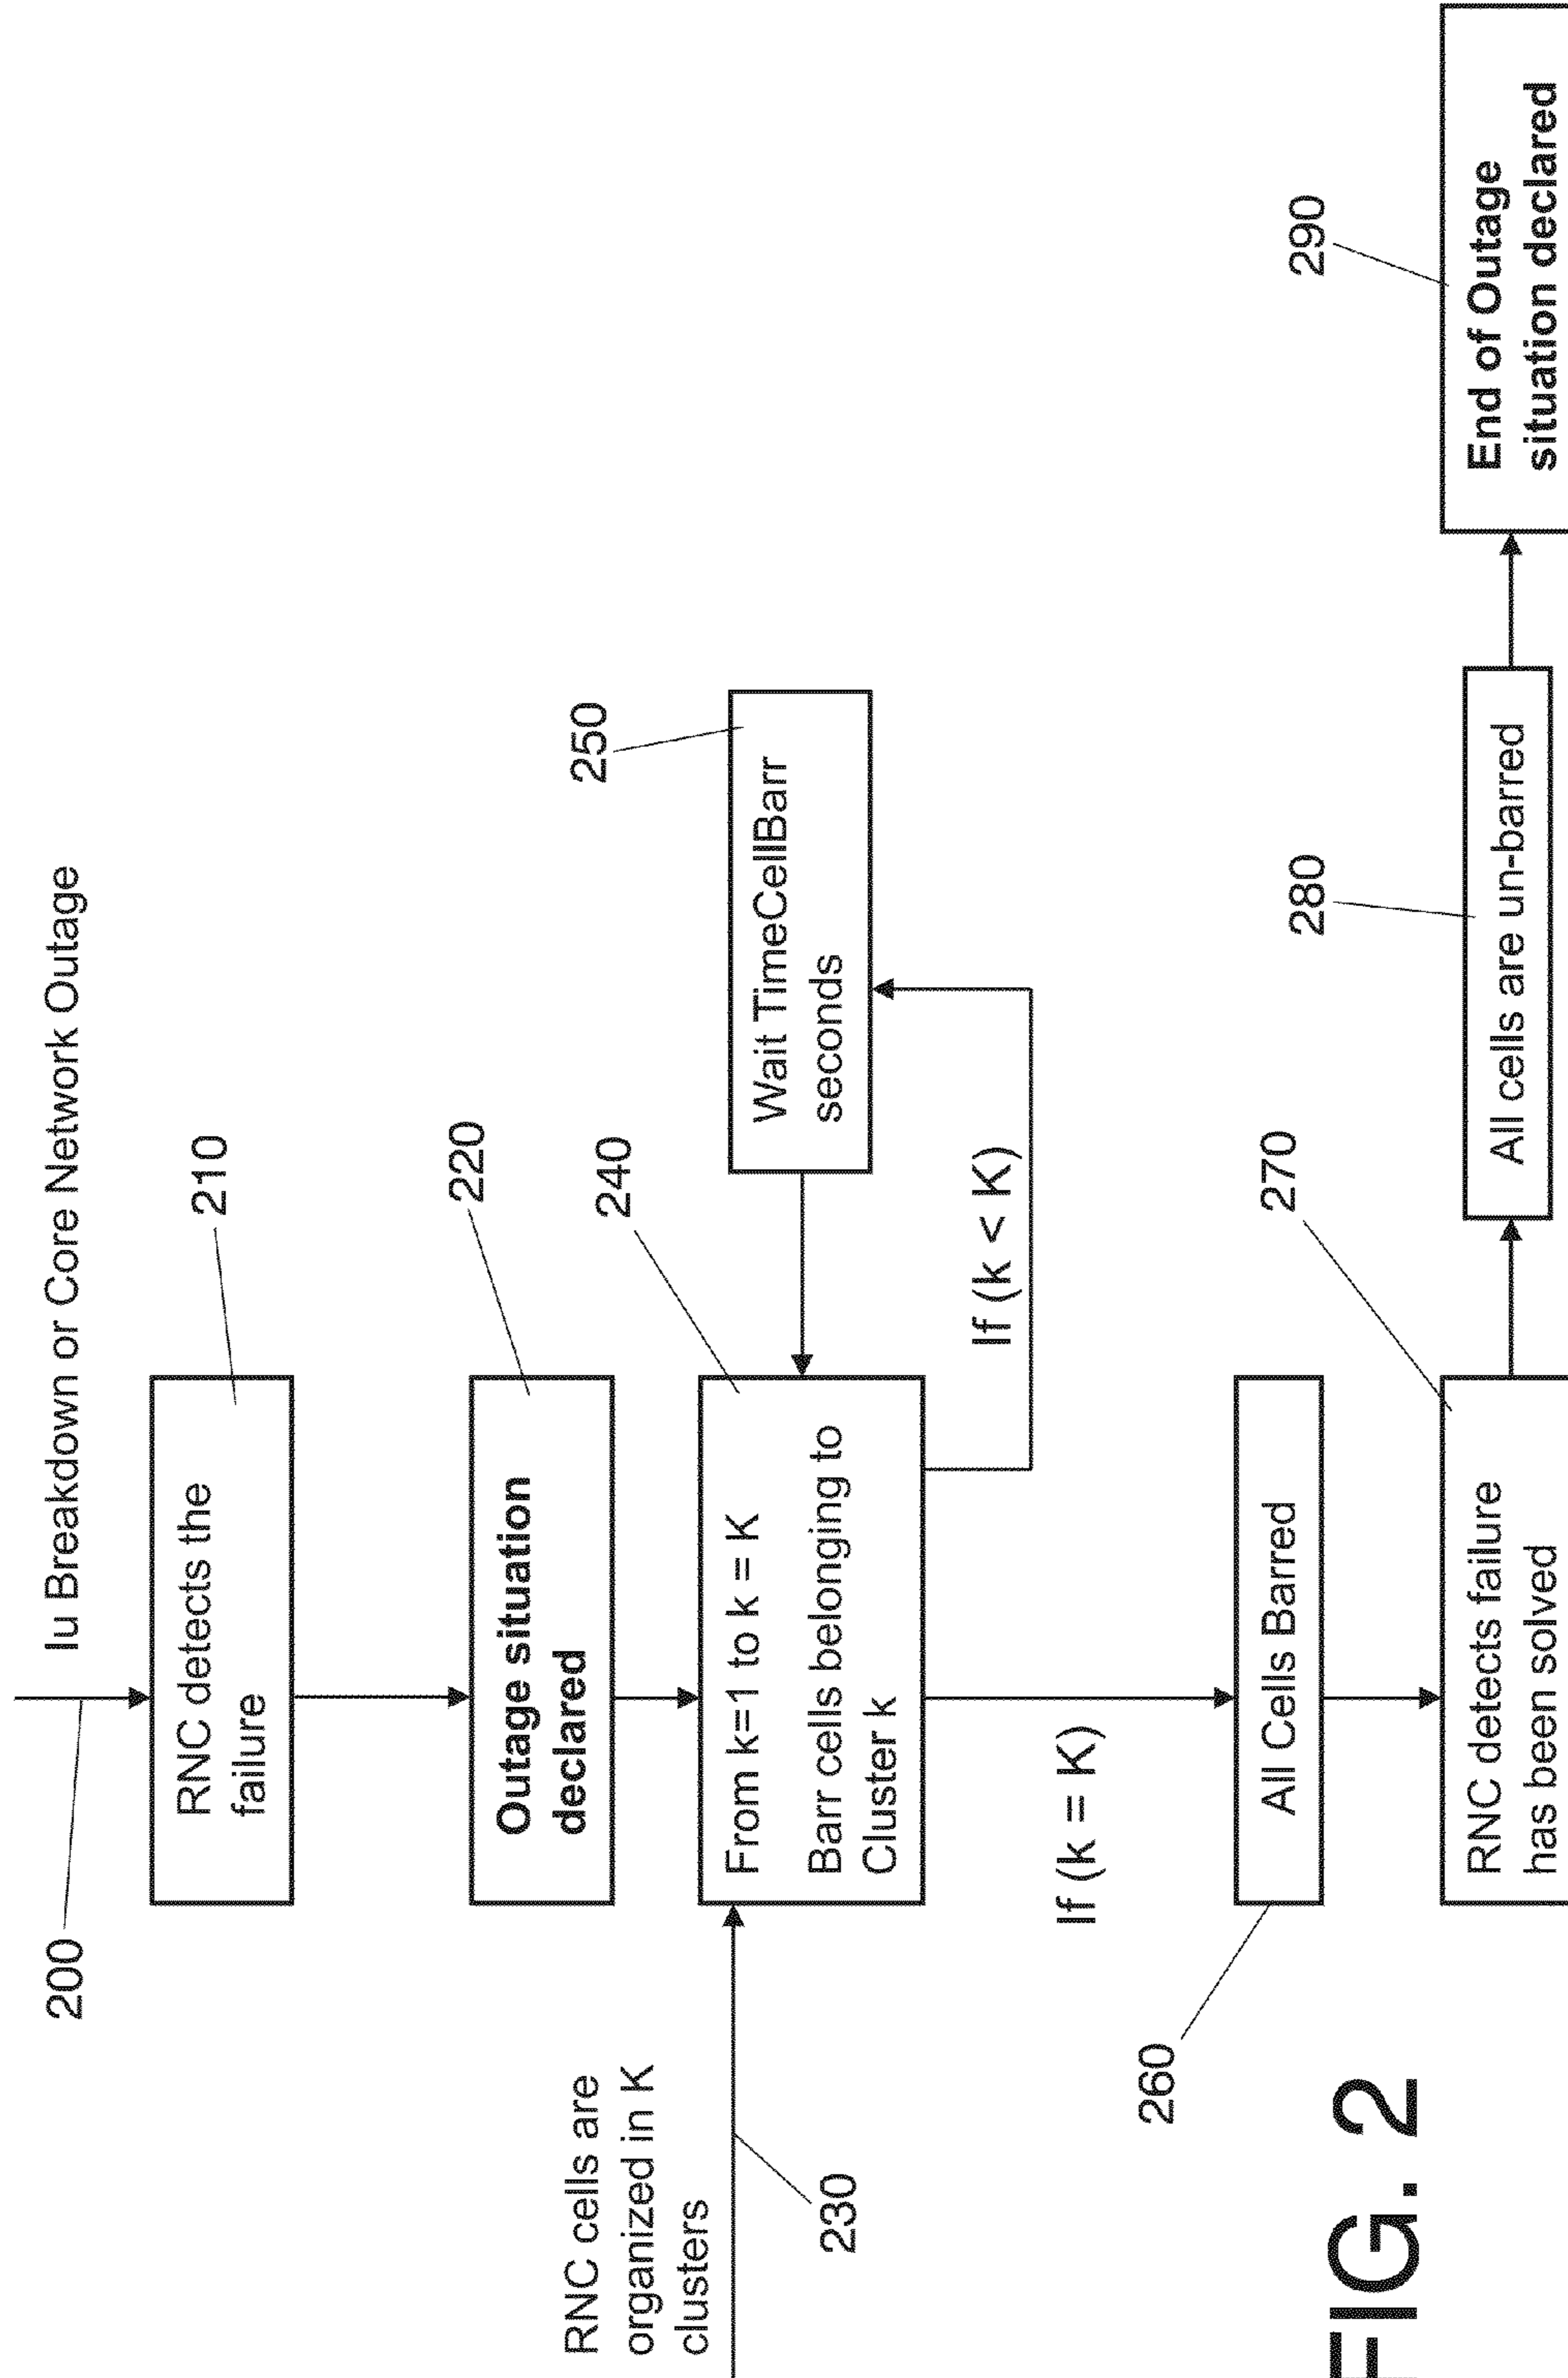 200
Iu Breakdown or Core Network Outage
RNC detects the
failure
210
Outage situation
declared
220
RNC cells are
organized in K
clusters
230
From k=1 to k = K
Barr cells belonging to
Cluster k
240
Wait TimeCellBarr
seconds
250
If (k < K)
If (k = K)
260
All Cells Barred
RNC detects failure
has been solved
270
All cells are un-barred
280
End of Outage
situation declared
290
FIG. 2